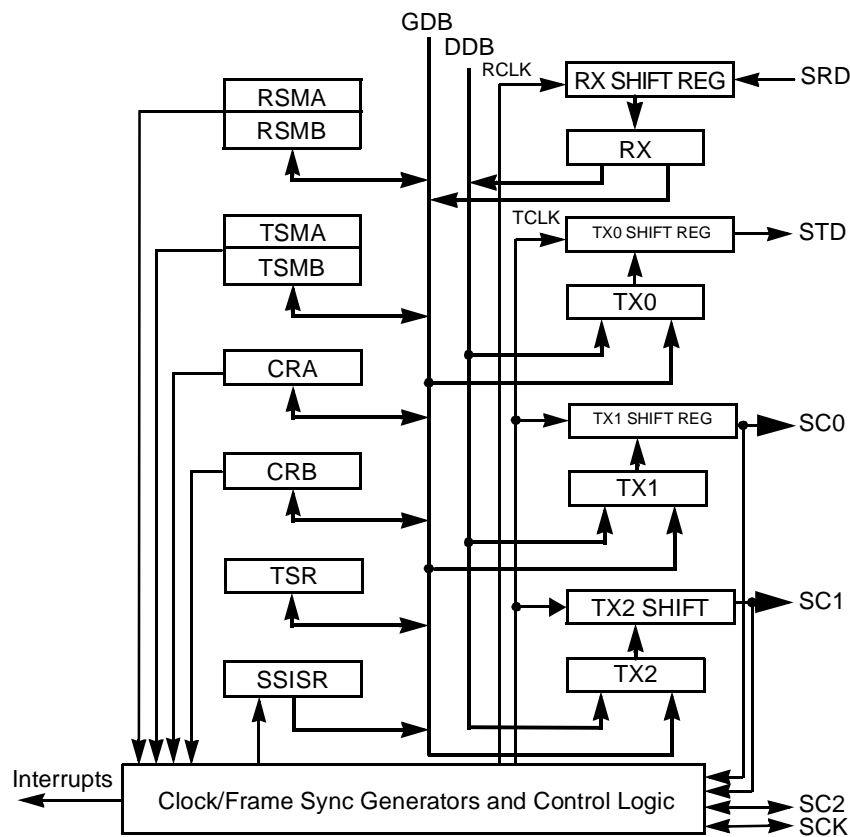 GDB
DDB
RCLK
RX SHIFT REG
SRD
RSMA
RSMB
RX
TCLK
TX0 SHIFT REG
STD
TSMA
TSMB
TX0
CRA
TX1 SHIFT REG
SC0
CRB
TX1
TSR
TX2 SHIFT
SC1
SSISR
TX2
Interrupts
Clock/Frame Sync Generators and Control Logic
SC2
SCK